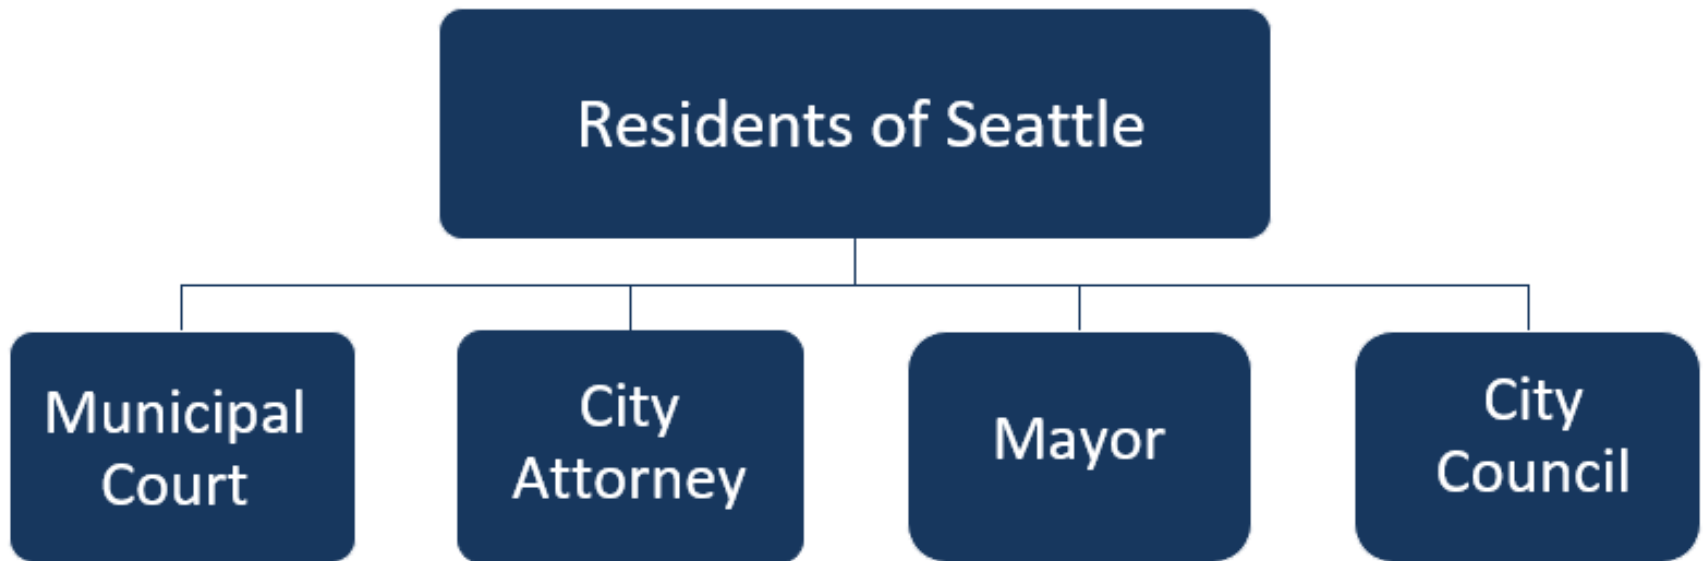 Residents of Seattle
Municipal
Court
City
Attorney
Mayor
City
Council